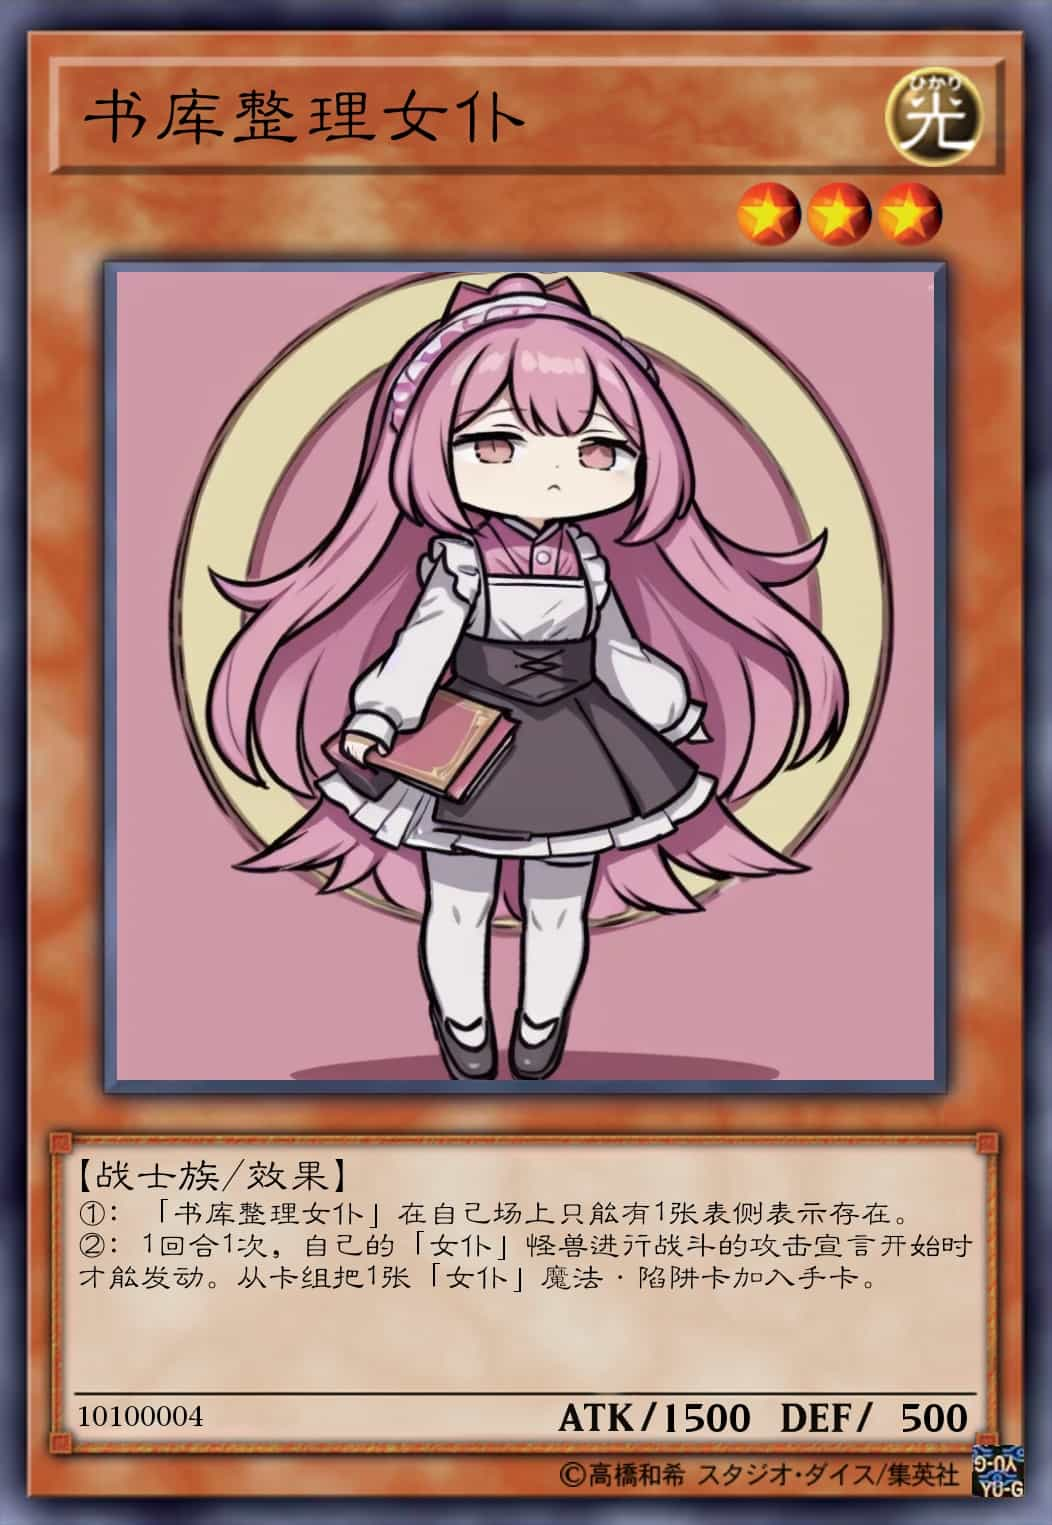 书库整理女仆
ひかり
光
【战士族/效果】
①：「书库整理女仆」在自己场上只能有1张表侧表示存在。
②：1回合1次，自己的「女仆」怪兽进行战斗的攻击宣言开始时
才能发动。从卡组把1张「女仆」魔法·陷阱卡加入手卡。
10100004
ATK/1500 DEF/ 500
©高橋和希 スタジオ・ダイス/集英社
YU-G
YU-G